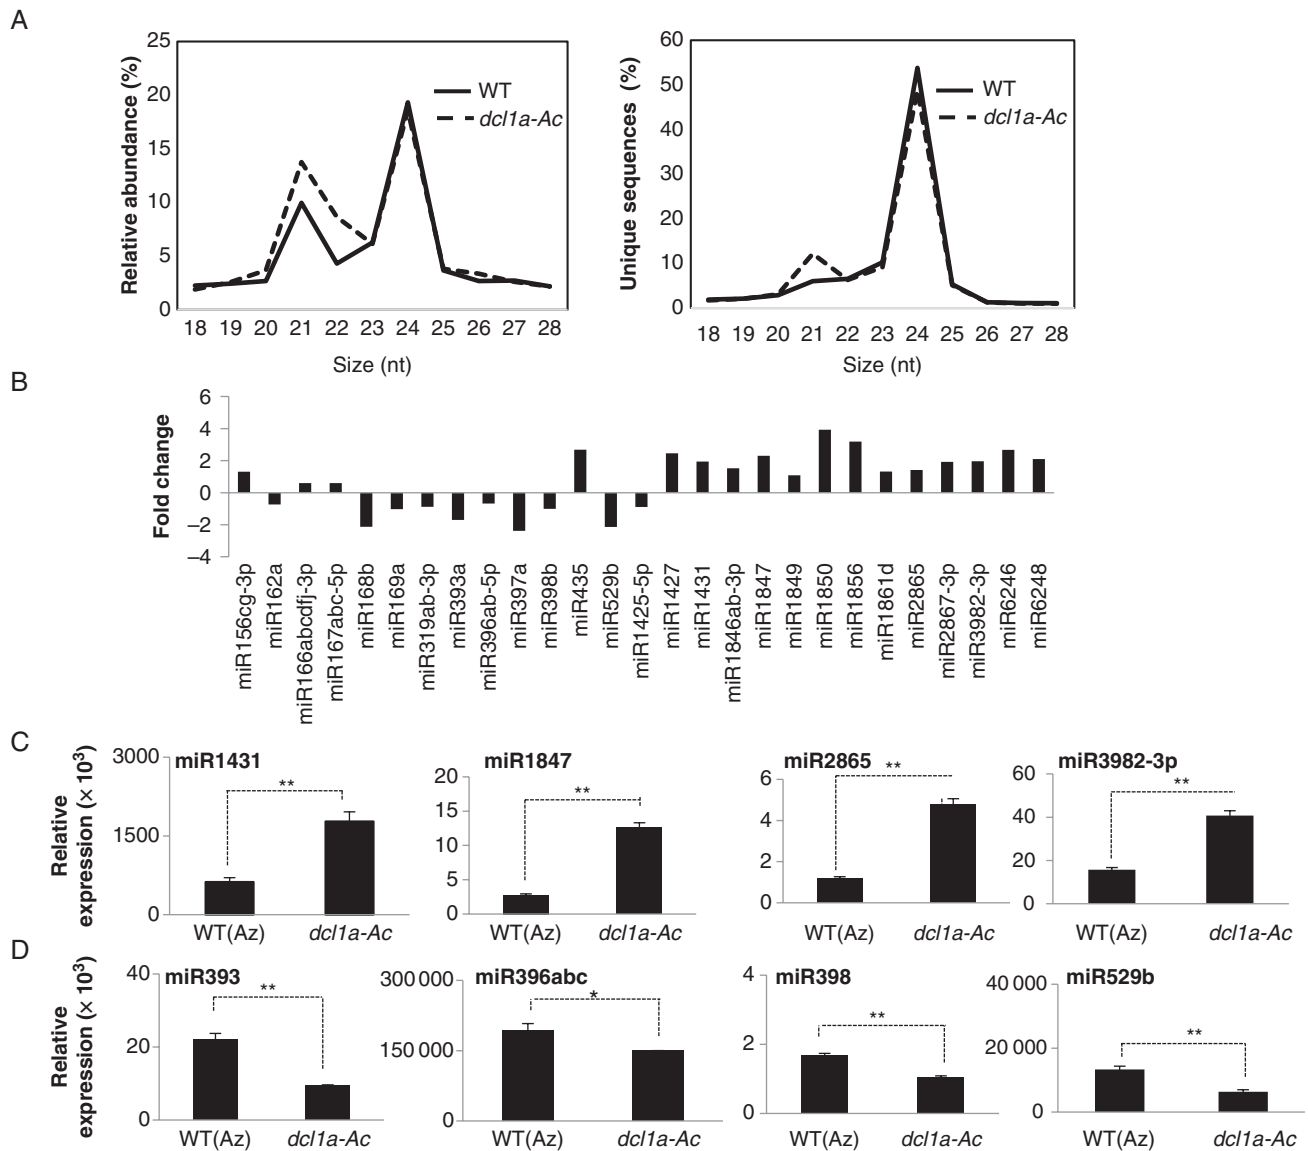 A
25
20
15
10
5
0
Relative abundance (%)
WT
dcl1a-Ac
18 19 20 21 22 23 24 25 26 27 28
Size (nt)
60
50
40
30
20
10
0
Unique sequences (%)
WT
dcl1a-Ac
18 19 20 21 22 23 24 25 26 27 28
Size (nt)
B
6
4
2
0
–2
–4
Fold change
miR156cg-3p
miR162a
miR166abcdfj-3p
miR167abc-5p
miR168b
miR169a
miR319ab-3p
miR393a
miR396ab-5p
miR397a
miR398b
miR435
miR529b
miR1425-5p
miR1427
miR1431
miR1846ab-3p
miR1847
miR1849
miR1850
miR1856
miR1861d
miR2865
miR2867-3p
miR3982-3p
miR6246
miR6248
C
Relative
expression (× 10³)
miR1431
3000
1500
0
**
WT(Az) dcl1a-Ac
miR1847
20
15
10
5
0
**
WT(Az) dcl1a-Ac
miR2865
6
4
2
0
**
WT(Az) dcl1a-Ac
miR3982-3p
60
40
20
0
**
WT(Az) dcl1a-Ac
D
Relative
expression (× 10³)
miR393
40
20
0
**
WT(Az) dcl1a-Ac
miR396abc
300 000
150 000
0
*
WT(Az) dcl1a-Ac
miR398
4
2
0
**
WT(Az) dcl1a-Ac
miR529b
40 000
20 000
0
**
WT(Az) dcl1a-Ac